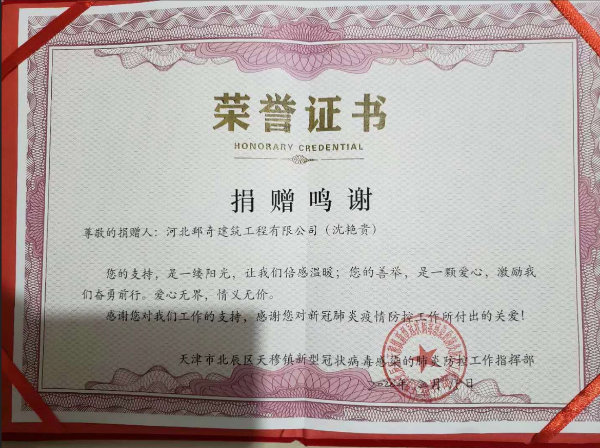 荣誉证书
HONORARY CREDENTIAL
捐赠鸣谢
尊敬的捐赠人：河北邮奇建筑工程有限公司（沈艳贵）
您的支持，是一缕阳光，让我们倍感温暖；您的善举，是一颗爱心，激励我
们奋勇前行。爱心无界，情义无价。
感谢您对我们工作的支持，感谢您对新冠肺炎疫情防控工作所付出的关爱！
天津市北辰区天穆镇新型冠状病毒感染的肺炎防控工作指挥部